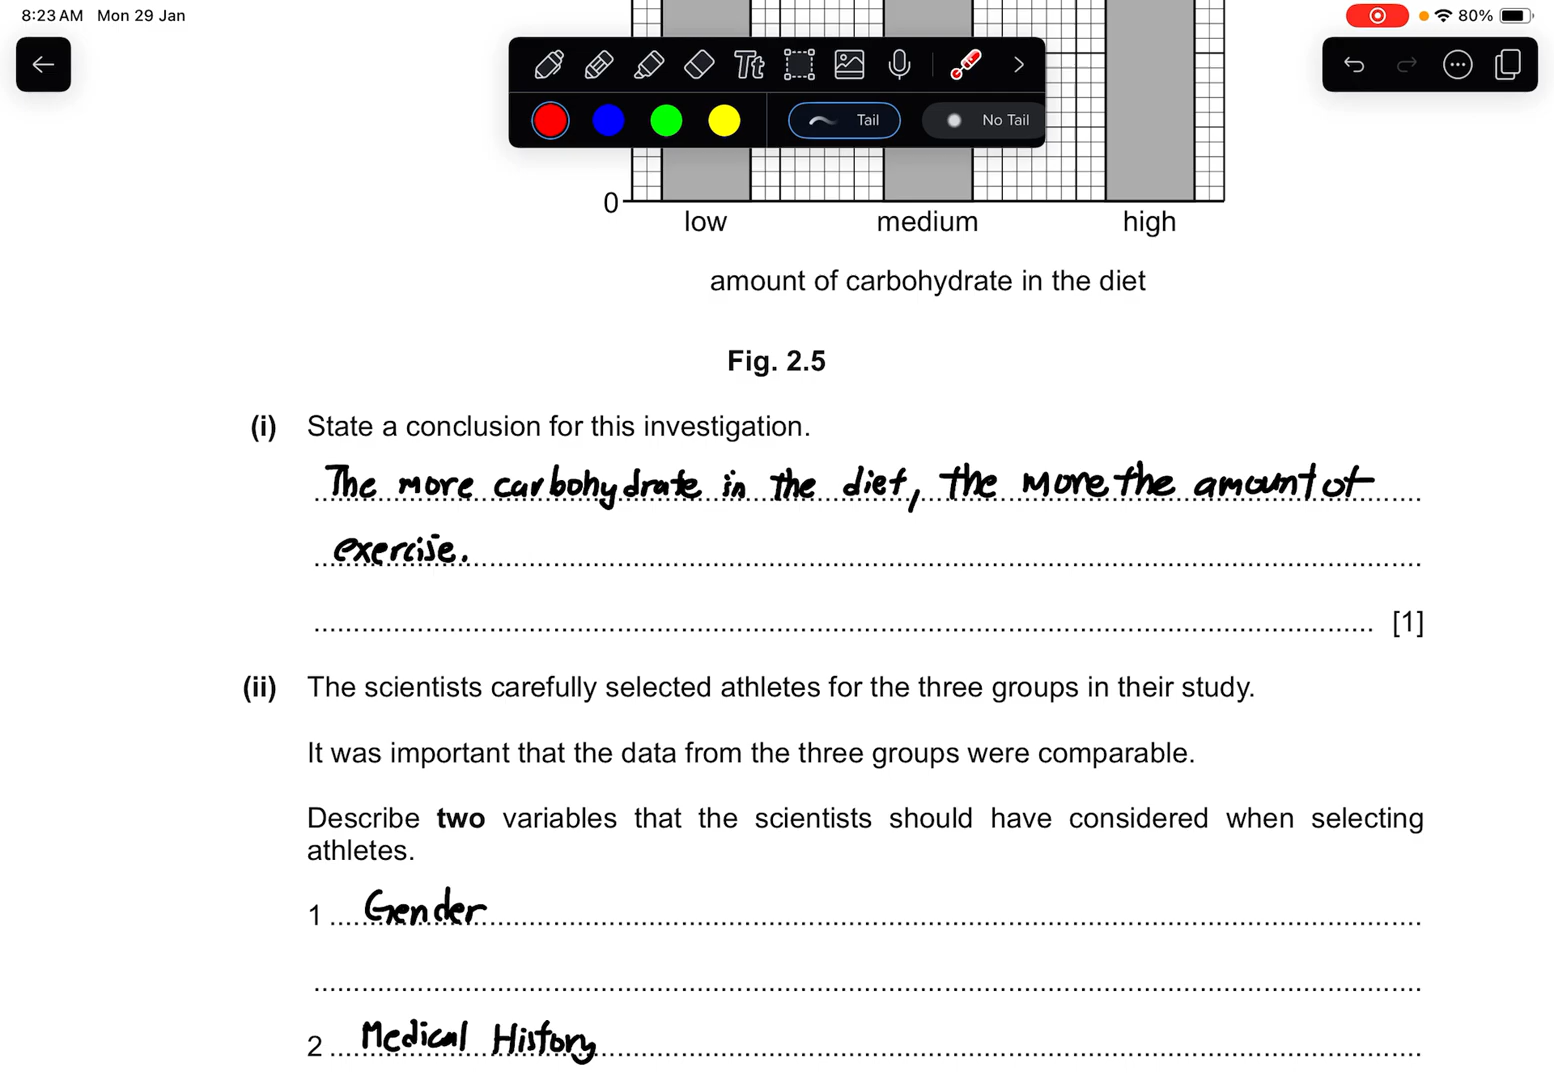 8:23 AM Mon 29 Jan
80%
Tt
Tail
No Tail
0
low medium high
amount of carbohydrate in the diet
Fig. 2.5
(i) State a conclusion for this investigation.
The more carbohydrate in the diet, the more the amount of
exercise.
[1]
(ii) The scientists carefully selected athletes for the three groups in their study.
It was important that the data from the three groups were comparable.
Describe two variables that the scientists should have considered when selecting
athletes.
1 Gender
2 Medical History